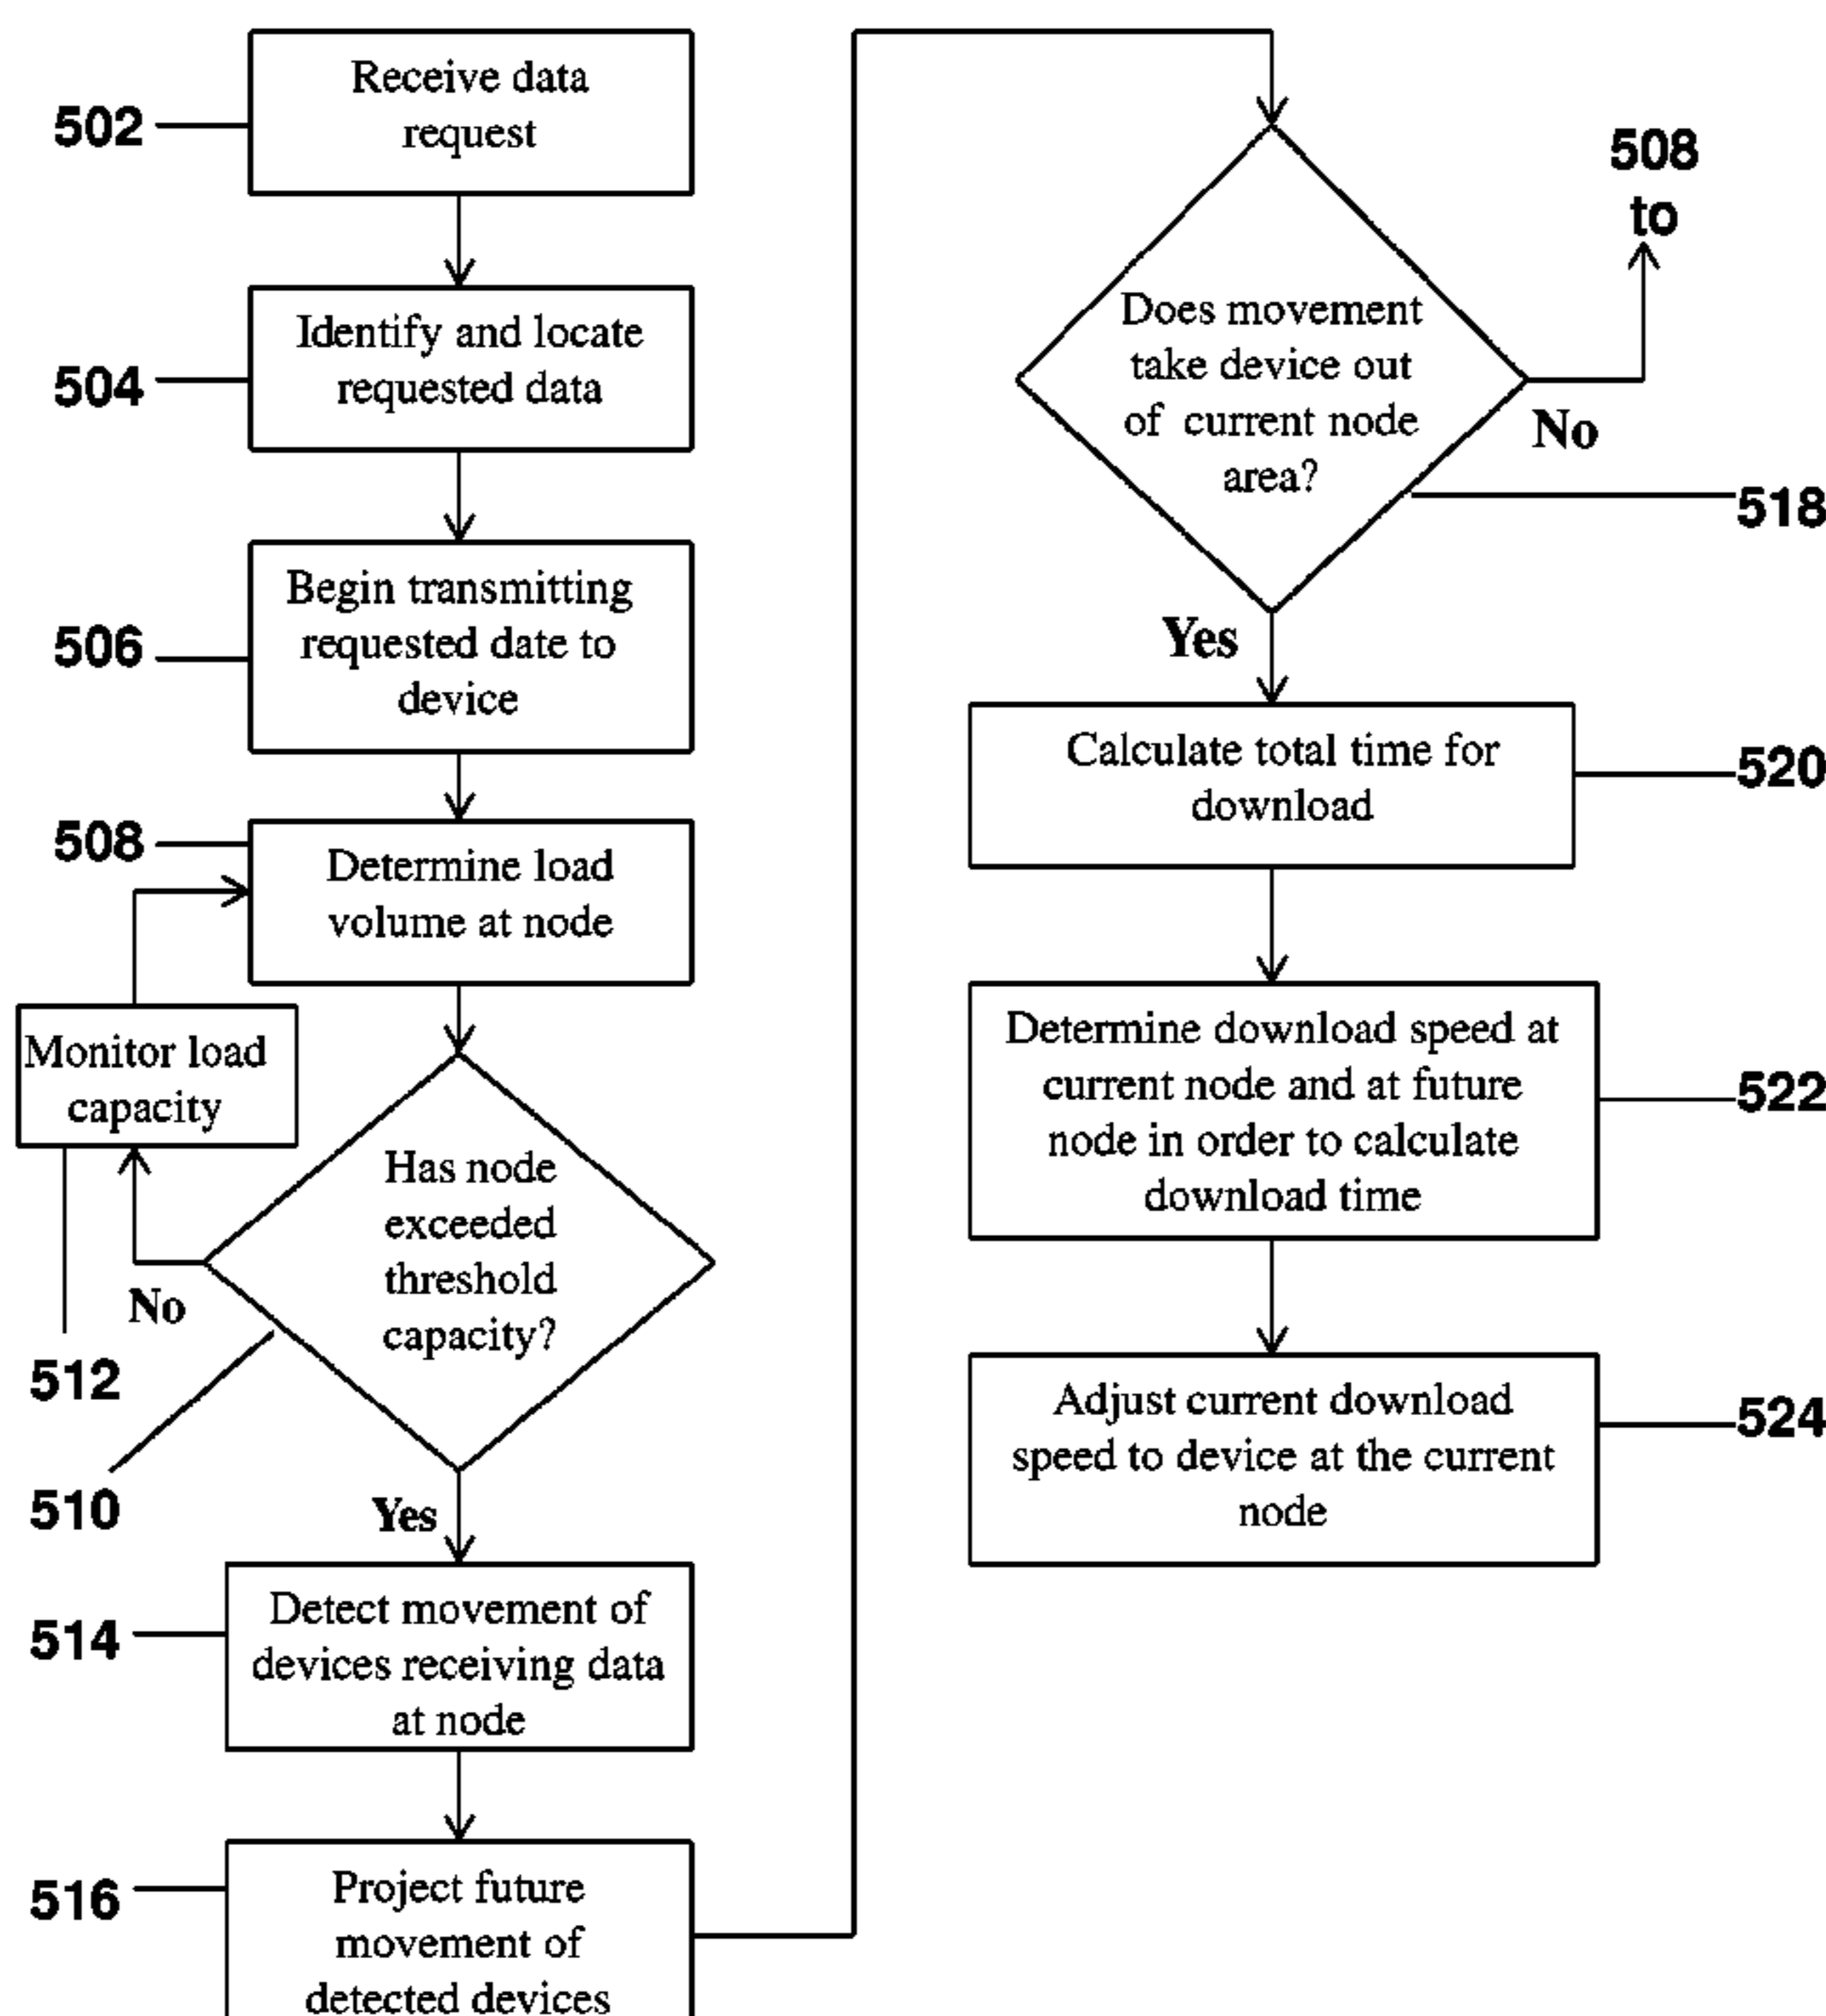 502
Receive data
request
504
Identify and locate
requested data
506
Begin transmitting
requested date to
device
508
Determine load
volume at node
Monitor load
capacity
Has node
exceeded
threshold
capacity?
No
512
510
Yes
514
Detect movement of
devices receiving data
at node
516
Project future
movement of
detected devices
508
to
Does movement
take device out
of current node
area?
No
518
Yes
Calculate total time for
download
520
Determine download speed at
current node and at future
node in order to calculate
download time
522
Adjust current download
speed to device at the current
node
524